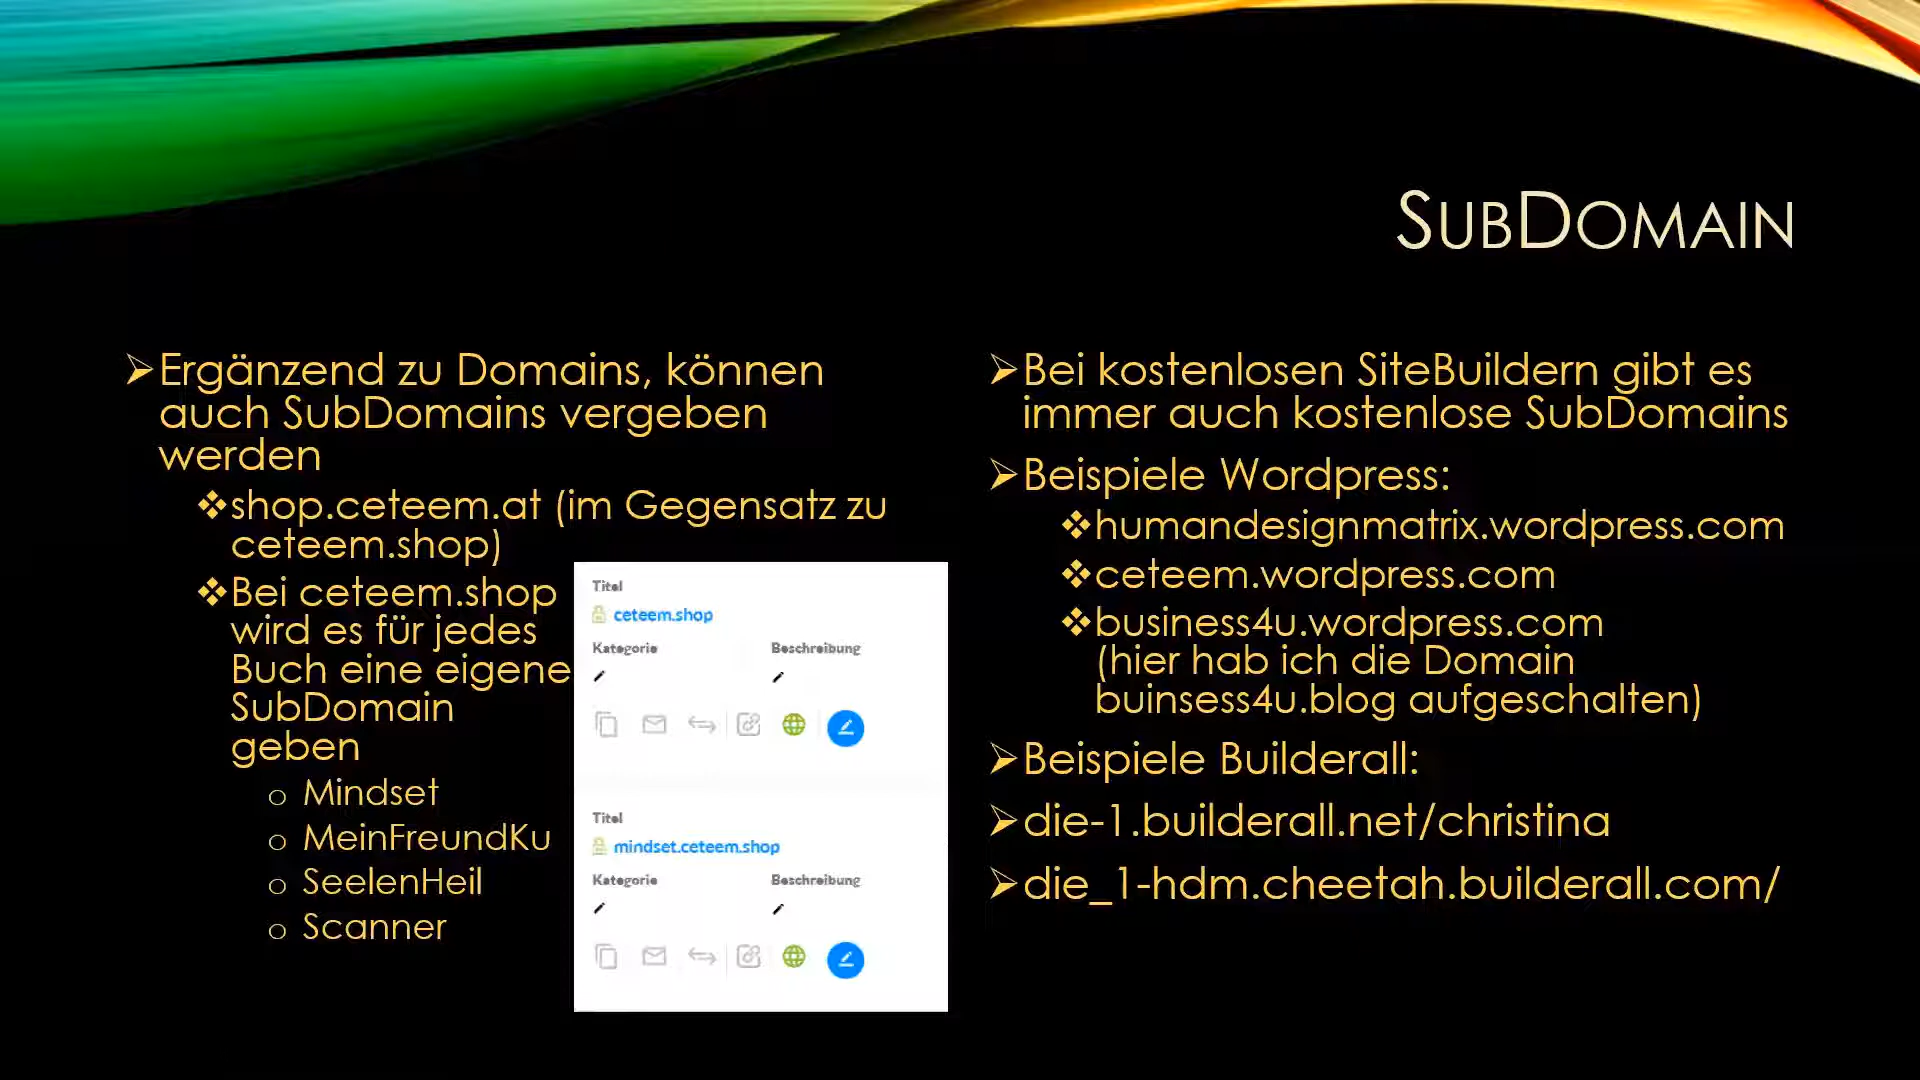 SubDomain
Ergänzend zu Domains, können
auch SubDomains vergeben
werden
shop.ceteem.at (im Gegensatz zu
ceteem.shop)
Bei ceteem.shop
wird es für jedes
Buch eine eigene
SubDomain
geben
Mindset
MeinFreundKu
SeelenHeil
Scanner
Titel
ceteem.shop
Kategorie Beschreibung
Titel
mindset.ceteem.shop
Kategorie Beschreibung
Bei kostenlosen SiteBuildern gibt es
immer auch kostenlose SubDomains
Beispiele Wordpress:
humandesignmatrix.wordpress.com
ceteem.wordpress.com
business4u.wordpress.com
(hier hab ich die Domain
buinsess4u.blog aufgeschalten)
Beispiele Builderall:
die-1.builderall.net/christina
die_1-hdm.cheetah.builderall.com/